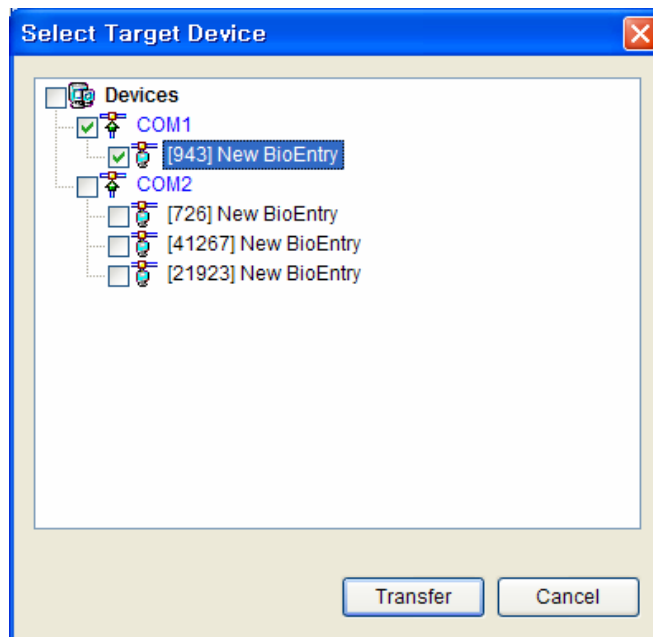 Select Target Device
Devices
COM1
[943] New BioEntry
COM2
[726] New BioEntry
[41267] New BioEntry
[21923] New BioEntry
Transfer Cancel